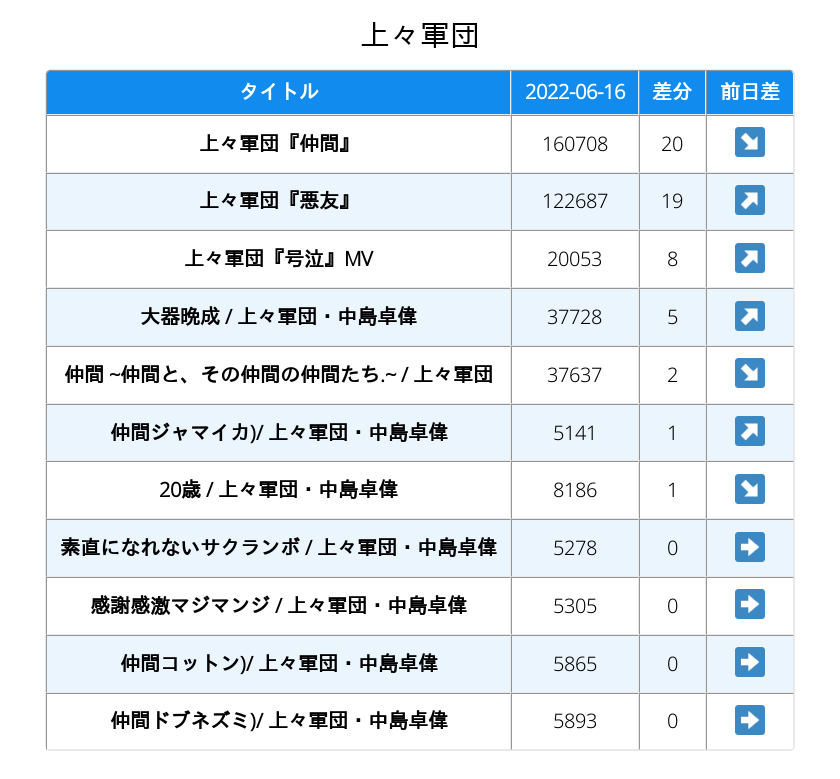 上々軍団
タイトル 2022-06-16 差分 前日差
上々軍団『仲間』 160708 20 ↘
上々軍団『悪友』 122687 19 ↗
上々軍団『号泣』MV 20053 8 ↗
大器晩成 / 上々軍団・中島卓偉 37728 5 ↗
仲間 ~仲間と、その仲間の仲間たち.~ / 上々軍団 37637 2 ↘
仲間ジャマイカ)/ 上々軍団・中島卓偉 5141 1 ↗
20歳 / 上々軍団・中島卓偉 8186 1 ↘
素直になれないサクランボ / 上々軍団・中島卓偉 5278 0 →
感謝感激マジマンジ / 上々軍団・中島卓偉 5305 0 →
仲間コットン)/ 上々軍団・中島卓偉 5865 0 →
仲間ドブネズミ)/ 上々軍団・中島卓偉 5893 0 →